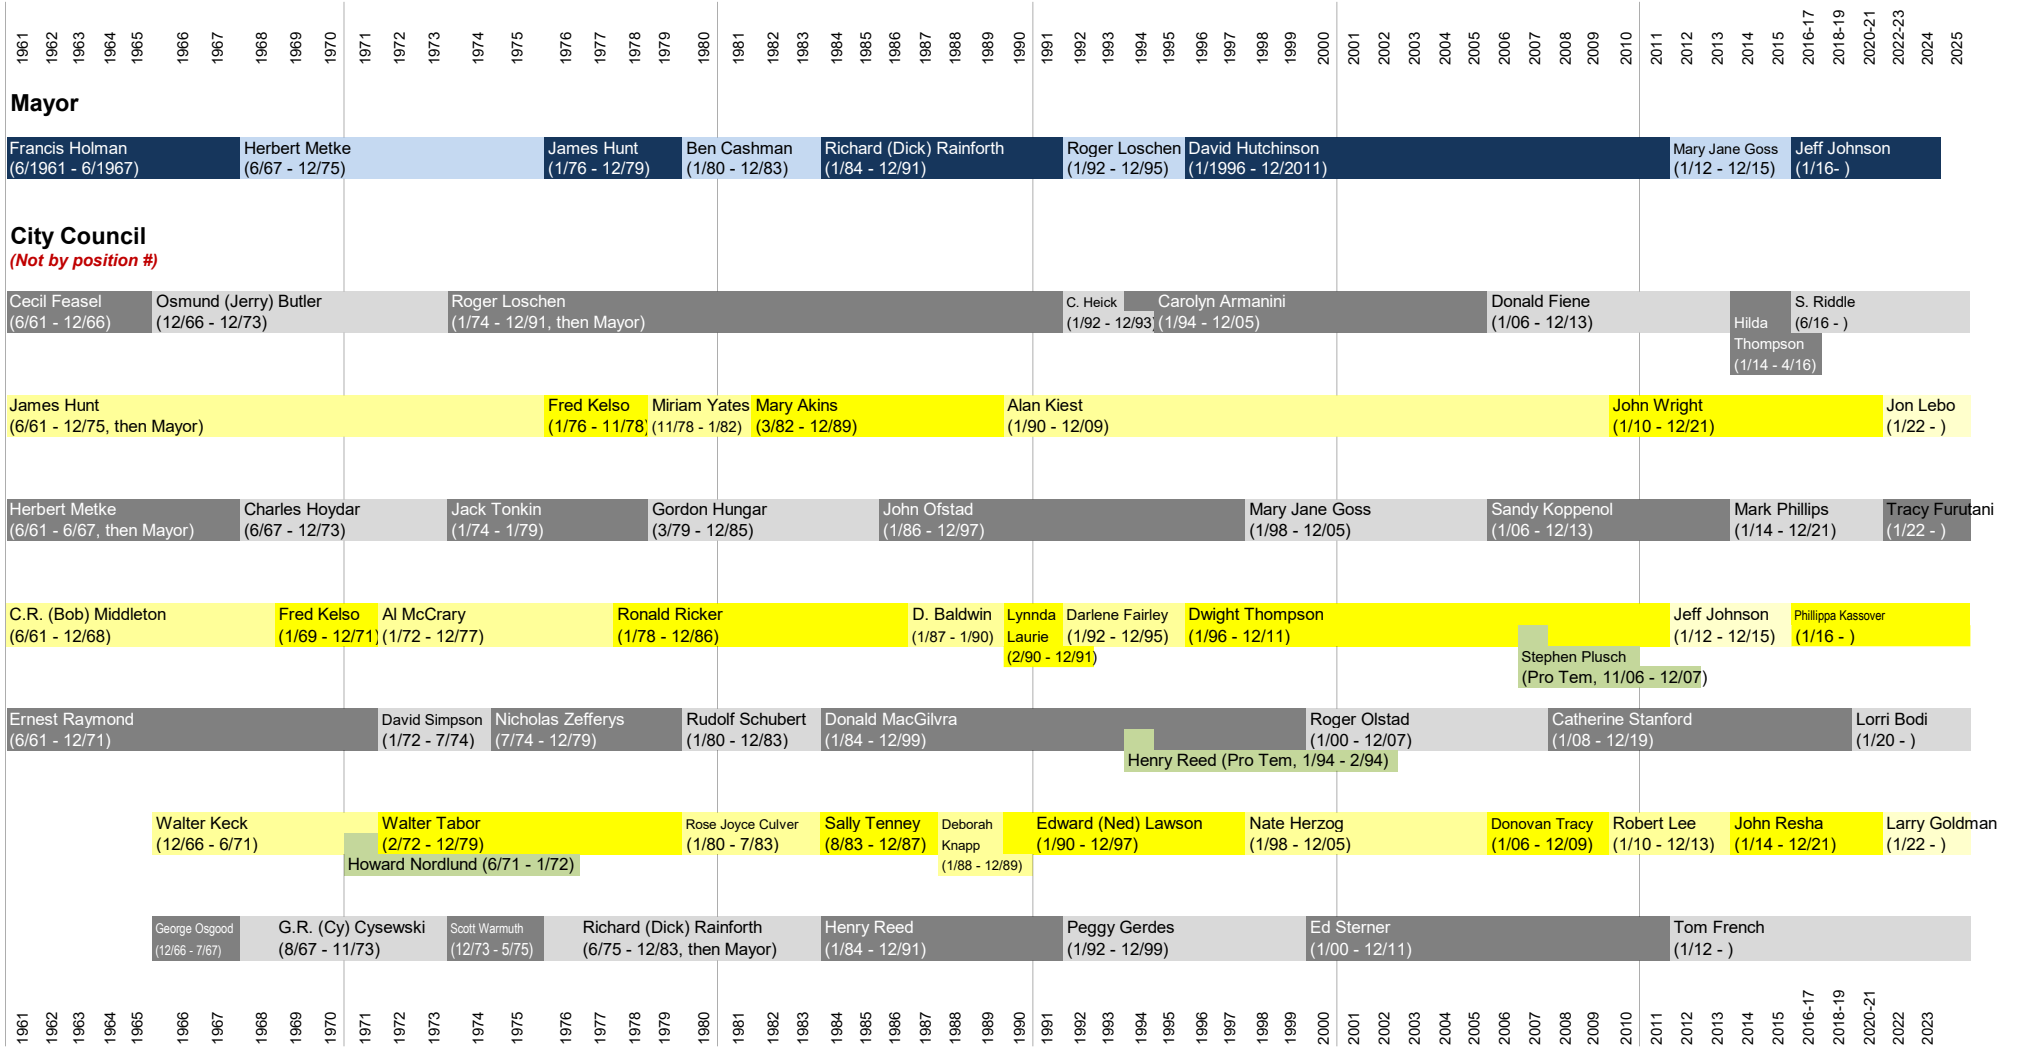 1961 1962 1963 1964 1965 1966 1967 1968 1969 1970 1971 1972 1973 1974 1975 1976 1977 1978 1979 1980 1981 1982 1983 1984 1985 1986 1987 1988 1989 1990 1991 1992 1993 1994 1995 1996 1997 1998 1999 2000 2001 2002 2003 2004 2005 2006 2007 2008 2009 2010 2011 2012 2013 2014 2015 2016-17 2018-19 2020-21 2022-23 2024 2025
Mayor
Francis Holman
(6/1961 - 6/1967)
Herbert Metke
(6/67 - 12/75)
James Hunt
(1/76 - 12/79)
Ben Cashman
(1/80 - 12/83)
Richard (Dick) Rainforth
(1/84 - 12/91)
Roger Loschen
(1/92 - 12/95)
David Hutchinson
(1/1996 - 12/2011)
Mary Jane Goss
(1/12 - 12/15)
Jeff Johnson
(1/16- )
City Council
(Not by position #)
Cecil Feasel
(6/61 - 12/66)
Osmund (Jerry) Butler
(12/66 - 12/73)
Roger Loschen
(1/74 - 12/91, then Mayor)
C. Heick
(1/92 - 12/93)
Carolyn Armanini
(1/94 - 12/05)
Donald Fiene
(1/06 - 12/13)
Hilda
Thompson
(1/14 - 4/16)
S. Riddle
(6/16 - )
James Hunt
(6/61 - 12/75, then Mayor)
Fred Kelso
(1/76 - 11/78)
Miriam Yates
(11/78 - 1/82)
Mary Akins
(3/82 - 12/89)
Alan Kiest
(1/90 - 12/09)
John Wright
(1/10 - 12/21)
Jon Lebo
(1/22 - )
Herbert Metke
(6/61 - 6/67, then Mayor)
Charles Hoydar
(6/67 - 12/73)
Jack Tonkin
(1/74 - 1/79)
Gordon Hungar
(3/79 - 12/85)
John Ofstad
(1/86 - 12/97)
Mary Jane Goss
(1/98 - 12/05)
Sandy Koppenol
(1/06 - 12/13)
Mark Phillips
(1/14 - 12/21)
Tracy Furutani
(1/22 - )
C.R. (Bob) Middleton
(6/61 - 12/68)
Fred Kelso
(1/69 - 12/71)
Al McCrary
(1/72 - 12/77)
Ronald Ricker
(1/78 - 12/86)
D. Baldwin
(1/87 - 1/90)
Lynnda
Laurie
(2/90 - 12/91)
Darlene Fairley
(1/92 - 12/95)
Dwight Thompson
(1/96 - 12/11)
Stephen Plusch
(Pro Tem, 11/06 - 12/07)
Jeff Johnson
(1/12 - 12/15)
Phillippa Kassover
(1/16 - )
Ernest Raymond
(6/61 - 12/71)
David Simpson
(1/72 - 7/74)
Nicholas Zefferys
(7/74 - 12/79)
Rudolf Schubert
(1/80 - 12/83)
Donald MacGilvra
(1/84 - 12/99)
Henry Reed (Pro Tem, 1/94 - 2/94)
Roger Olstad
(1/00 - 12/07)
Catherine Stanford
(1/08 - 12/19)
Lorri Bodi
(1/20 - )
Walter Keck
(12/66 - 6/71)
Howard Nordlund (6/71 - 1/72)
Walter Tabor
(2/72 - 12/79)
Rose Joyce Culver
(1/80 - 7/83)
Sally Tenney
(8/83 - 12/87)
Deborah
Knapp
(1/88 - 12/89)
Edward (Ned) Lawson
(1/90 - 12/97)
Nate Herzog
(1/98 - 12/05)
Donovan Tracy
(1/06 - 12/09)
Robert Lee
(1/10 - 12/13)
John Resha
(1/14 - 12/21)
Larry Goldman
(1/22 - )
George Osgood
(12/66 - 7/67)
G.R. (Cy) Cysewski
(8/67 - 11/73)
Scott Warmuth
(12/73 - 5/75)
Richard (Dick) Rainforth
(6/75 - 12/83, then Mayor)
Henry Reed
(1/84 - 12/91)
Peggy Gerdes
(1/92 - 12/99)
Ed Sterner
(1/00 - 12/11)
Tom French
(1/12 - )
1961 1962 1963 1964 1965 1966 1967 1968 1969 1970 1971 1972 1973 1974 1975 1976 1977 1978 1979 1980 1981 1982 1983 1984 1985 1986 1987 1988 1989 1990 1991 1992 1993 1994 1995 1996 1997 1998 1999 2000 2001 2002 2003 2004 2005 2006 2007 2008 2009 2010 2011 2012 2013 2014 2015 2016-17 2018-19 2020-21 2022 2023